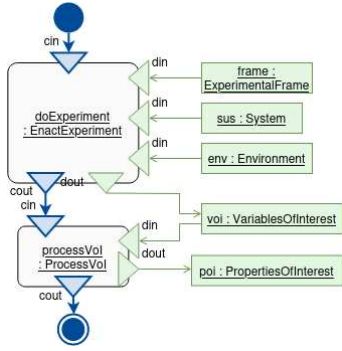 cin
din
frame :
ExperimentalFrame
doExperiment
: EnactExperiment
din
sus : System
din
env : Environment
cout
dout
cin
din
voi : VariablesOfInterest
processVoI
: ProcessVoI
dout
poi : PropertiesOfInterest
cout